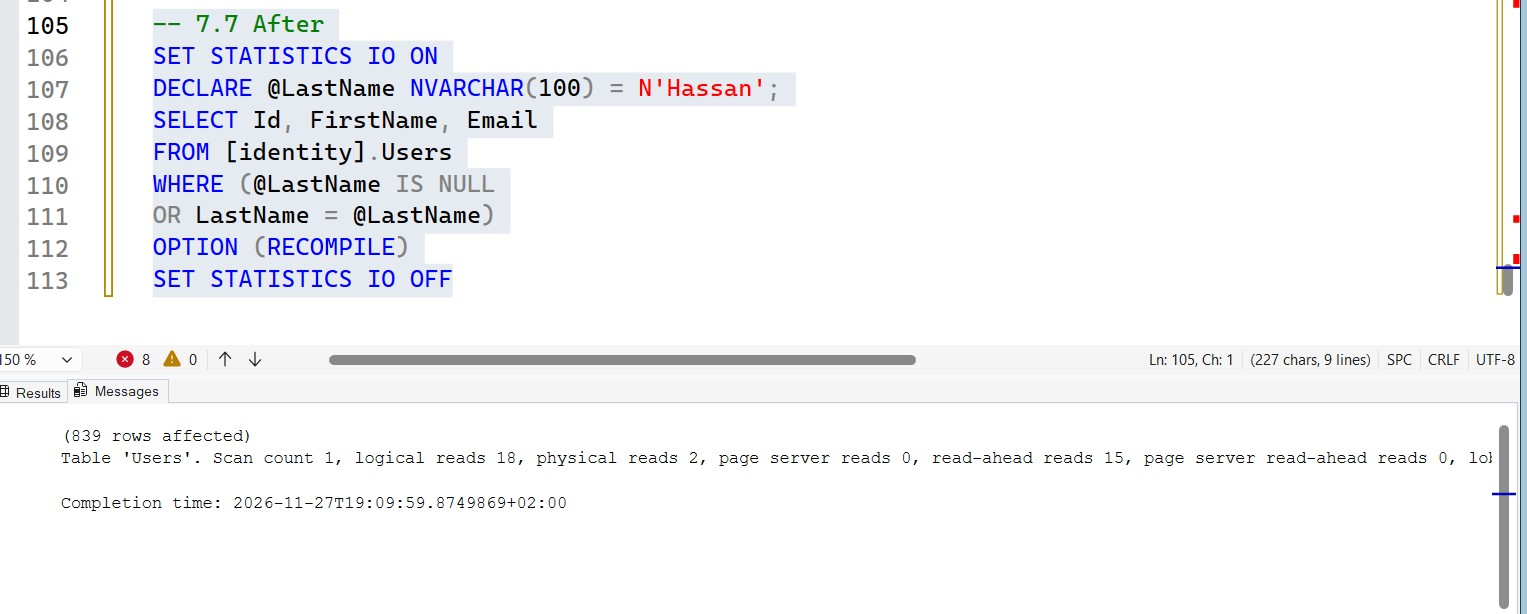 105 -- 7.7 After
106 SET STATISTICS IO ON
107 DECLARE @LastName NVARCHAR(100) = N'Hassan';
108 SELECT Id, FirstName, Email
109 FROM [identity].Users
110 WHERE (@LastName IS NULL
111 OR LastName = @LastName)
112 OPTION (RECOMPILE)
113 SET STATISTICS IO OFF
150 % 8 0 Ln: 105, Ch: 1 (227 chars, 9 lines) SPC CRLF UTF-8
Results Messages
(839 rows affected)
Table 'Users'. Scan count 1, logical reads 18, physical reads 2, page server reads 0, read-ahead reads 15, page server read-ahead reads 0,
Completion time: 2026-11-27T19:09:59.8749869+02:00